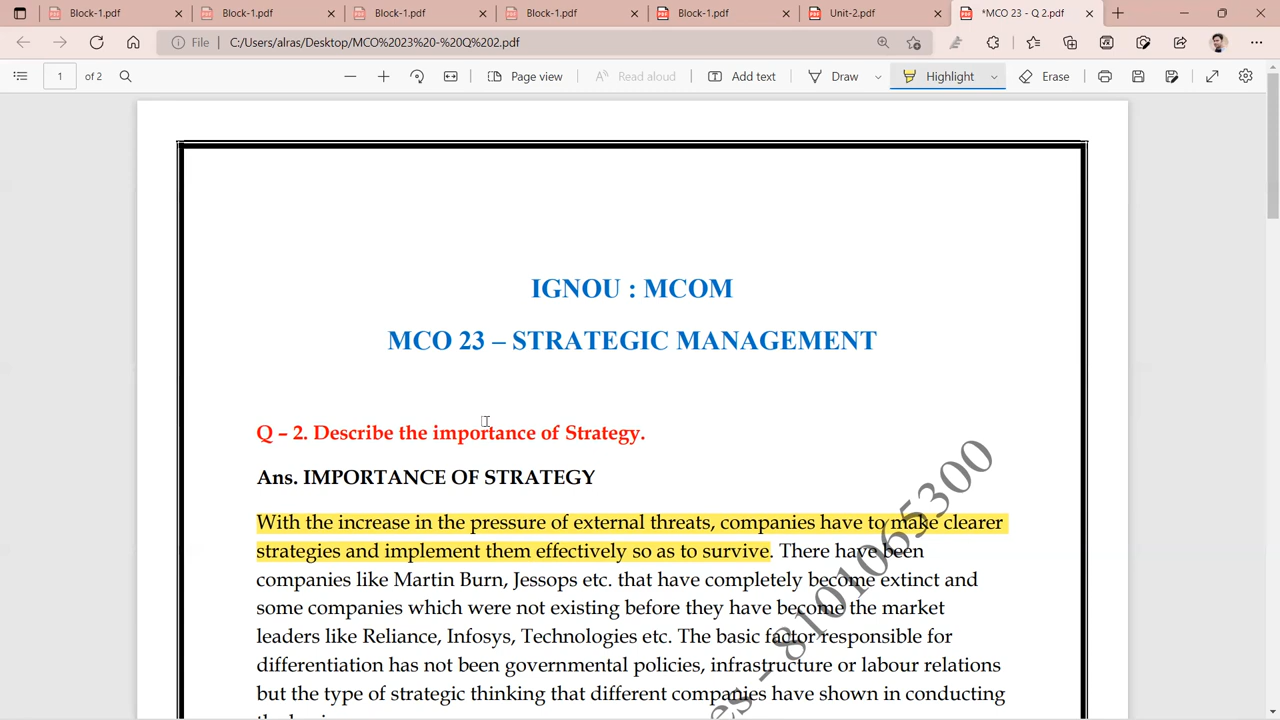 Block-1.pdf
Block-1.pdf
Block-1.pdf
Block-1.pdf
Block-1.pdf
Unit-2.pdf
*MCO 23 - Q 2.pdf
File
C:/Users/alras/Desktop/MCO%2023%20-%20Q%202.pdf
1 of 2
Page view
Read aloud
Add text
Draw
Highlight
Erase
IGNOU : MCOM
MCO 23 – STRATEGIC MANAGEMENT
Q – 2. Describe the importance of Strategy.
Ans. IMPORTANCE OF STRATEGY
With the increase in the pressure of external threats, companies have to make clearer
strategies and implement them effectively so as to survive. There have been
companies like Martin Burn, Jessops etc. that have completely become extinct and
some companies which were not existing before they have become the market
leaders like Reliance, Infosys, Technologies etc. The basic factor responsible for
differentiation has not been governmental policies, infrastructure or labour relations
but the type of strategic thinking that different companies have shown in conducting
es – 8101065300